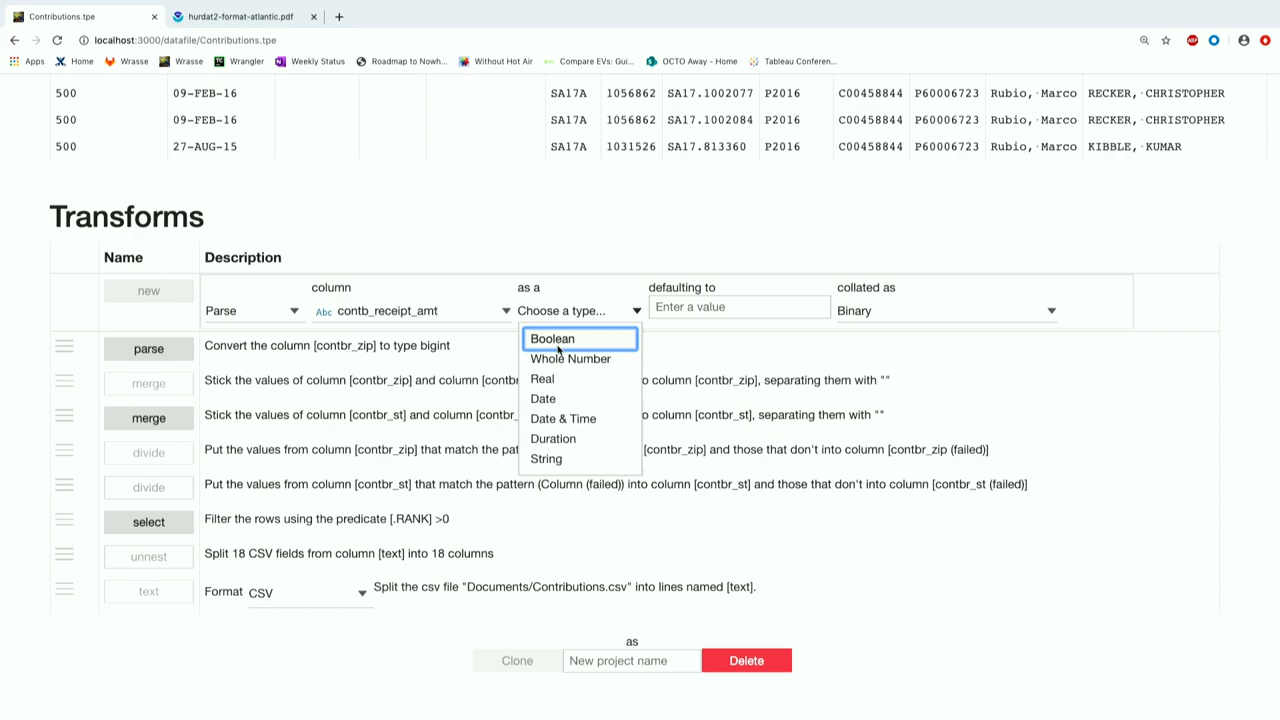 Contributions.tpe × hurdat2-format-atlantic.pdf × +
localhost:3000/datafile/Contributions.tpe ABP
Apps Home Wrasse Wrasse Wrangler Weekly Status Roadmap to Nowh... Without Hot Air Compare EVs: Gui... OCTO Away - Home Tableau Conferen...
500 09-FEB-16 SA17A 1056862 SA17.1002077 P2016 C00458844 P60006723 Rubio,·Marco RECKER,·CHRISTOPHER
500 09-FEB-16 SA17A 1056862 SA17.1002084 P2016 C00458844 P60006723 Rubio,·Marco RECKER,·CHRISTOPHER
500 27-AUG-15 SA17A 1031526 SA17.813360 P2016 C00458844 P60006723 Rubio,·Marco KIBBLE,·KUMAR
Transforms
Name Description
new column as a defaulting to collated as
Parse Abc contb_receipt_amt Choose a type... Enter a value Binary
Boolean
Whole Number
Real
Date
Date & Time
Duration
String
parse Convert the column [contbr_zip] to type bigint
merge Stick the values of column [contbr_zip] and column [contb o column [contbr_zip], separating them with ""
merge Stick the values of column [contbr_st] and column [contbr_ o column [contbr_st], separating them with ""
divide Put the values from column [contbr_zip] that match the pat [contbr_zip] and those that don't into column [contbr_zip (failed)]
divide Put the values from column [contbr_st] that match the pattern (Column (failed)) into column [contbr_st] and those that don't into column [contbr_st (failed)]
select Filter the rows using the predicate [.RANK] >0
unnest Split 18 CSV fields from column [text] into 18 columns
text Format CSV Split the csv file "Documents/Contributions.csv" into lines named [text].
as
Clone New project name Delete